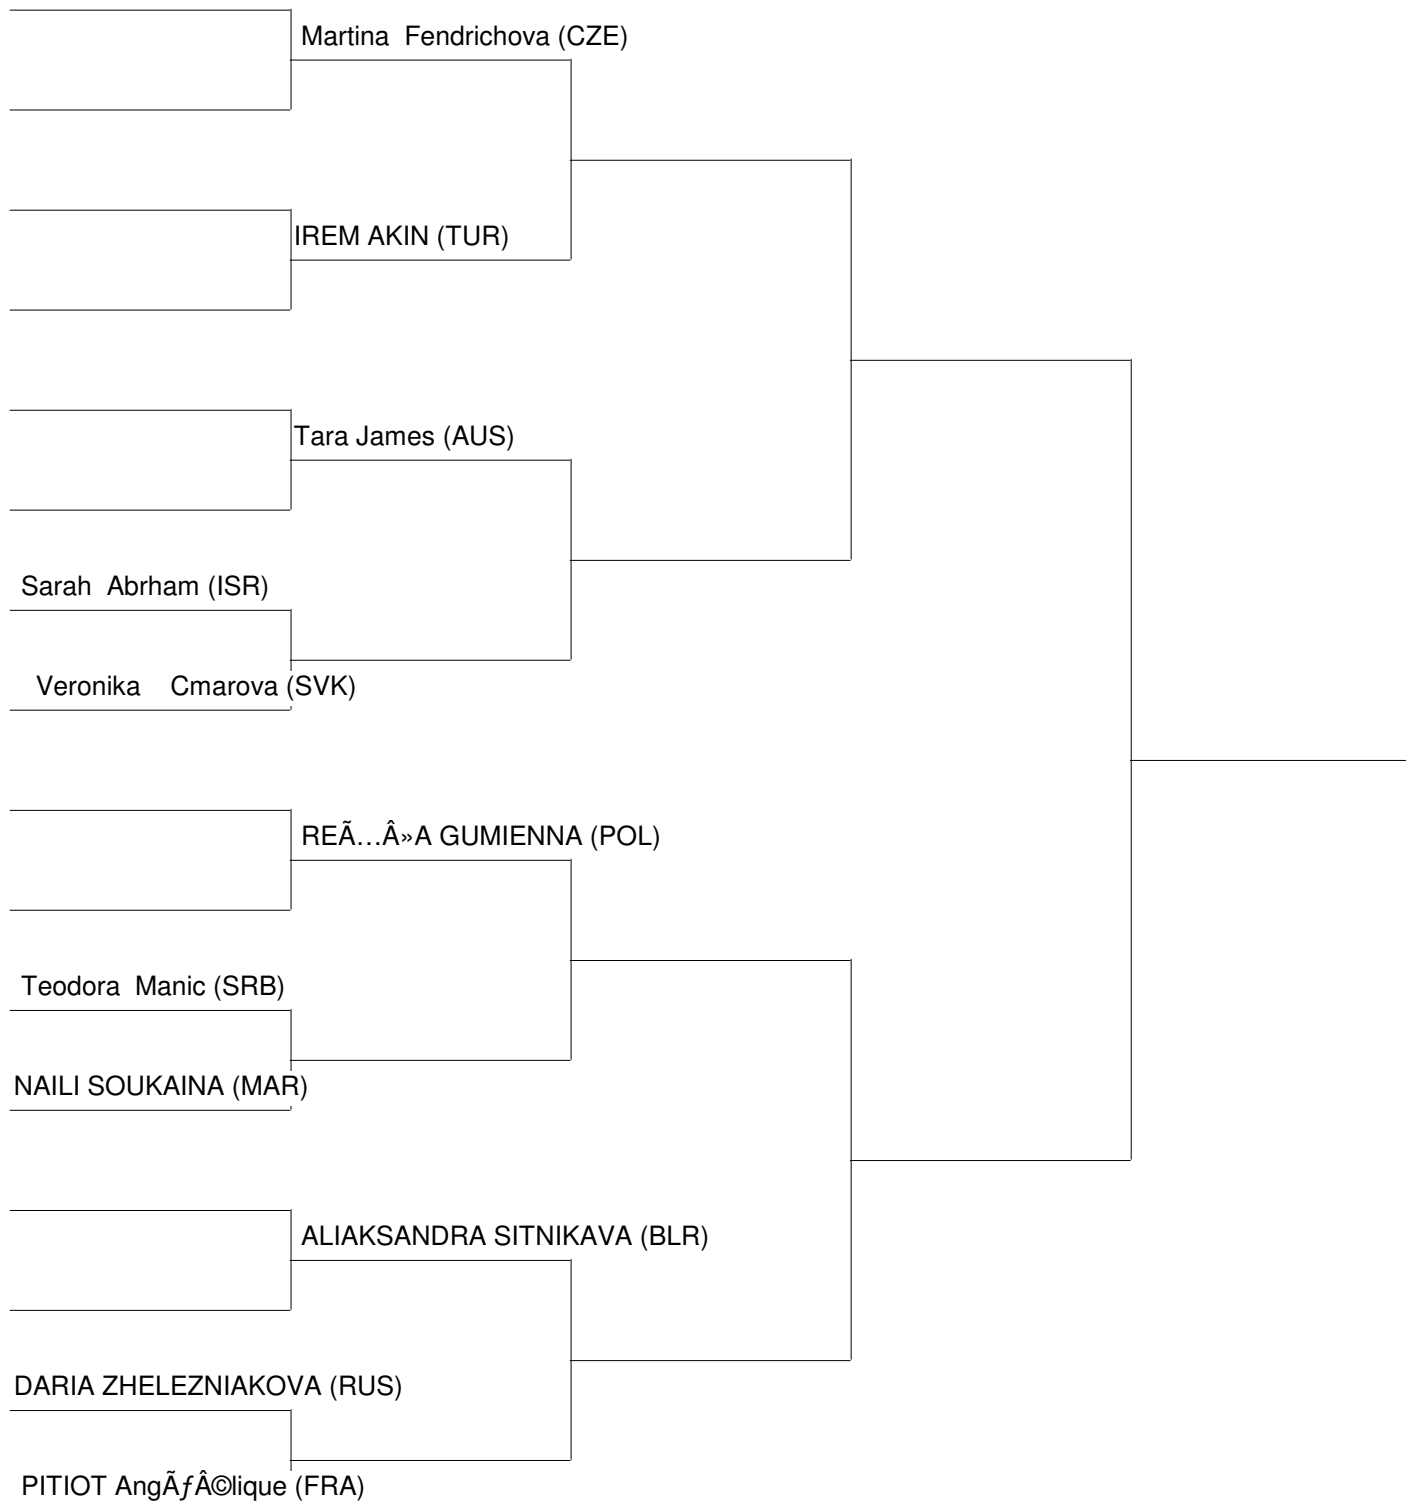 Martina  Fendrichova (CZE)
IREM AKIN (TUR)
Tara James (AUS)
Sarah  Abrham (ISR)
Veronika    Cmarova (SVK)
REÃ…Â»A GUMIENNA (POL)
Teodora  Manic (SRB)
NAILI SOUKAINA (MAR)
ALIAKSANDRA SITNIKAVA (BLR)
DARIA ZHELEZNIAKOVA (RUS)
PITIOT AngÃƒÂ©lique (FRA)